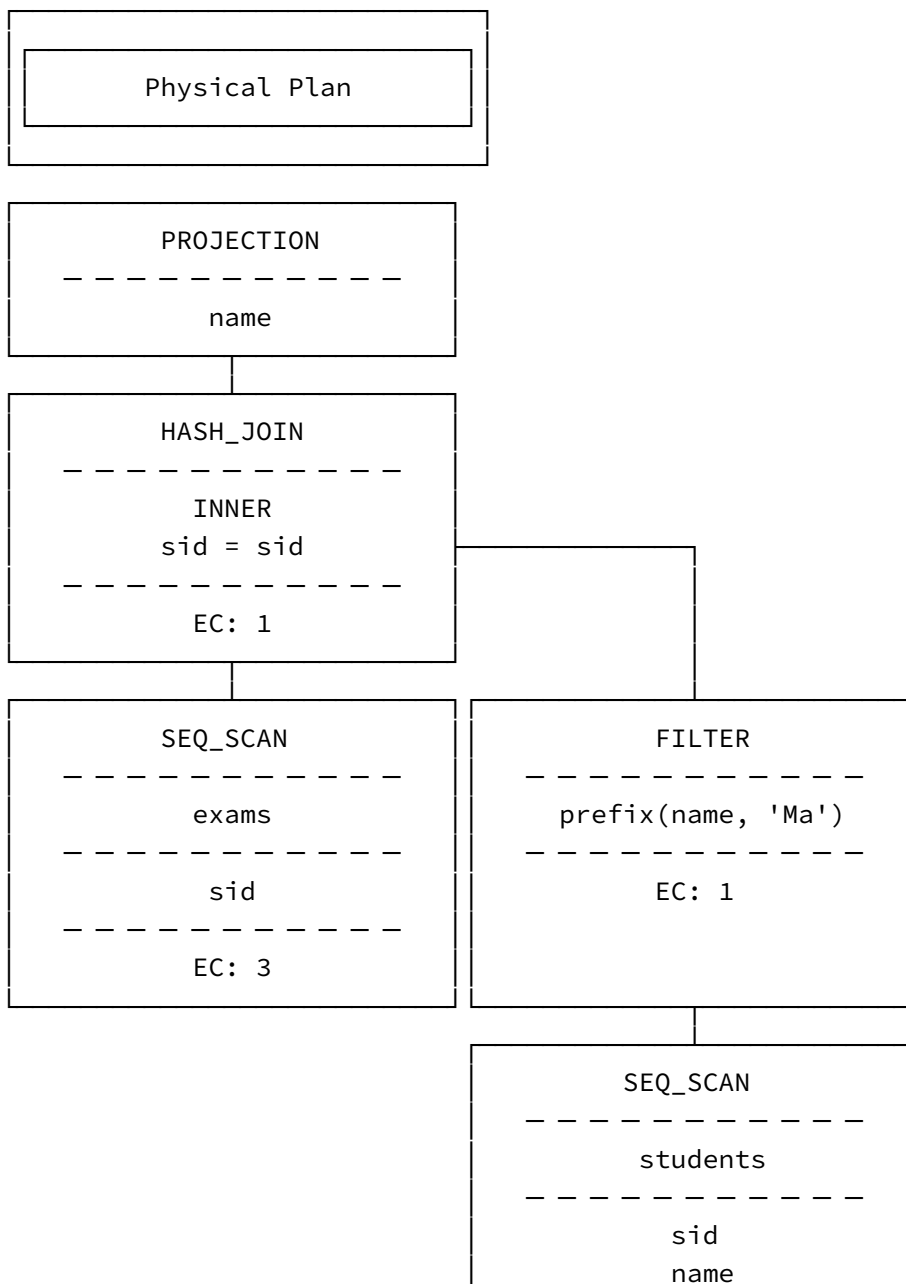 Physical Plan
PROJECTION
name
HASH_JOIN
INNER
sid = sid
EC: 1
SEQ_SCAN
exams
sid
EC: 3
FILTER
prefix(name, 'Ma')
EC: 1
SEQ_SCAN
students
sid
name